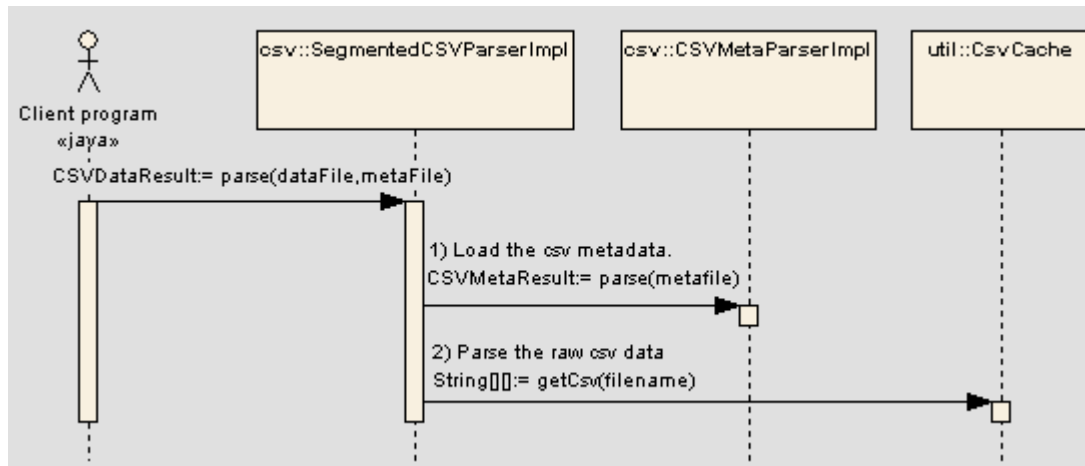 csv::SegmentedCSVParserImpl
csv::CSVMetaParserImpl
util::CsvCache
Client program
«java»
CSVDataResult:= parse(dataFile,metaFile)
1) Load the csv metadata.
CSVMetaResult:= parse(metafile)
2) Parse the raw csv data
String[][]:= getCsv(filename)